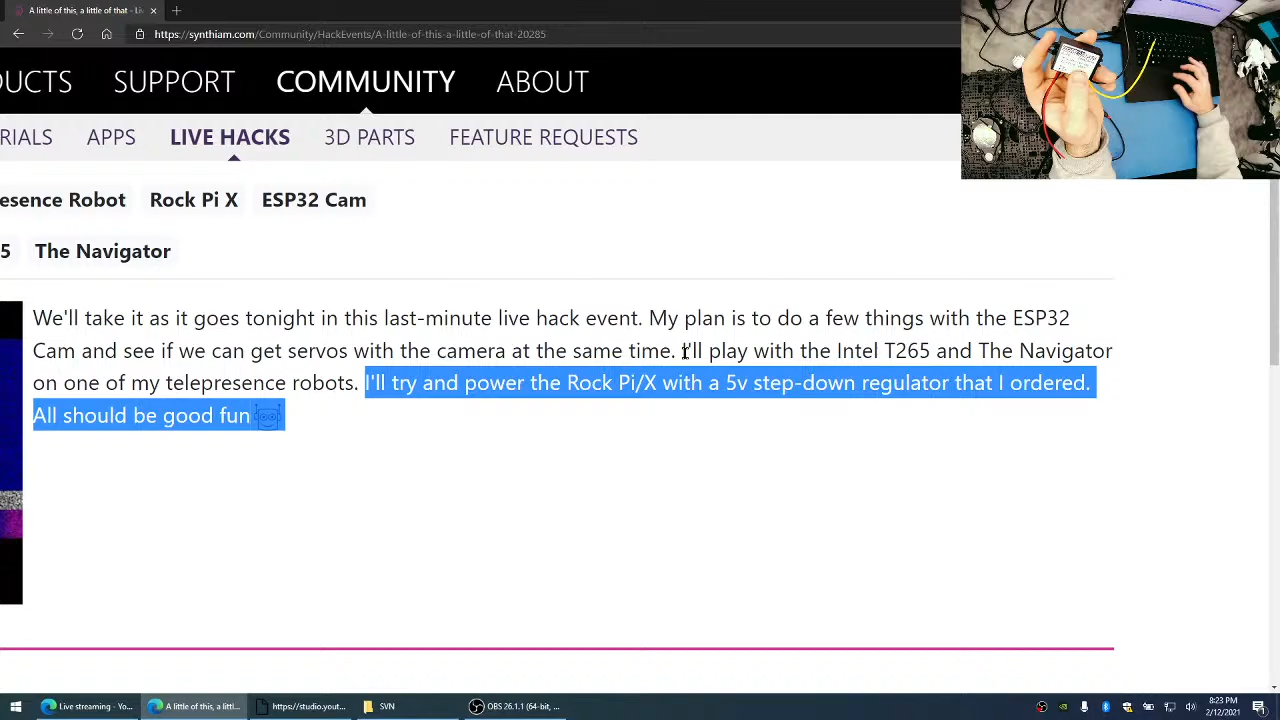 A little of this, a little of that - Li
https://synthiam.com/Community/HackEvents/A-little-of-this-a-little-of-that-20285
DUCTS SUPPORT COMMUNITY ABOUT
RIALS APPS LIVE HACKS 3D PARTS FEATURE REQUESTS
esence Robot Rock Pi X ESP32 Cam
5 The Navigator
We'll take it as it goes tonight in this last-minute live hack event. My plan is to do a few things with the ESP32
Cam and see if we can get servos with the camera at the same time. I'll play with the Intel T265 and The Navigator
on one of my telepresence robots. I'll try and power the Rock Pi/X with a 5v step-down regulator that I ordered.
All should be good fun
Live streaming - Yo... A little of this, a littl... https://studio.yout... SVN OBS 26.1.1 (64-bit, ... 8:23 PM
2/12/2021